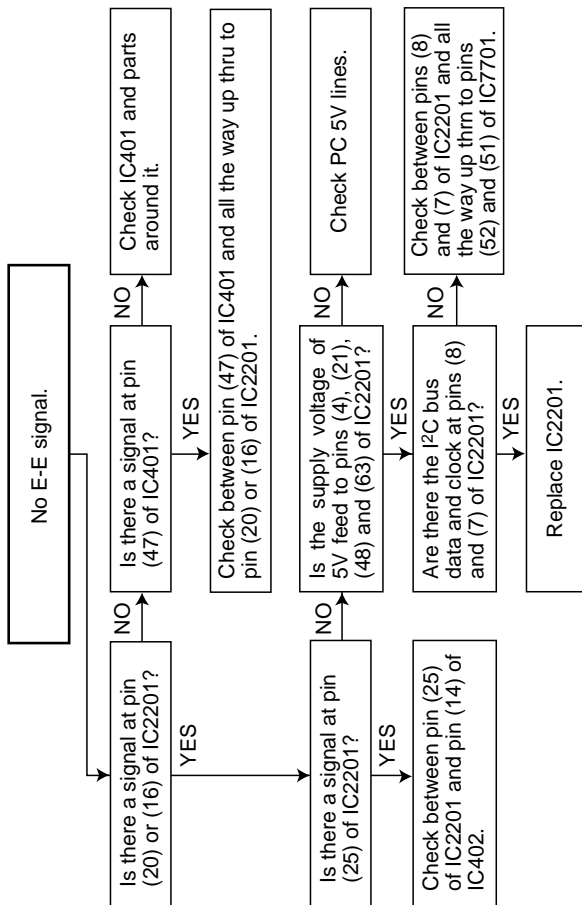 No E-E signal.
Is there a signal at pin
(20) or (16) of IC2201?
NO
Is there a signal at pin
(47) of IC401?
NO
Check IC401 and parts
around it.
YES
Check between pin (47) of IC401 and all the way up thru to
pin (20) or (16) of IC2201.
YES
Is there a signal at pin
(25) of IC2201?
NO
Is the supply voltage of
5V feed to pins (4), (21),
(48) and (63) of IC2201?
NO
Check PC 5V lines.
YES
Check between pin (25)
of IC2201 and pin (14) of
IC402.
YES
Are there the I²C bus
data and clock at pins (8)
and (7) of IC2201?
NO
Check between pins (8)
and (7) of IC2201 and all
the way up thrn to pins
(52) and (51) of IC7701.
YES
Replace IC2201.